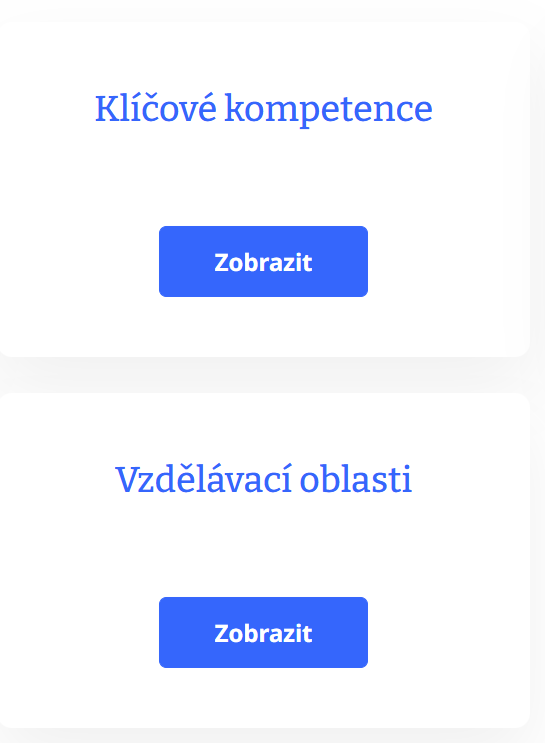 Klíčové kompetence
Zobrazit
Vzdělávací oblasti
Zobrazit